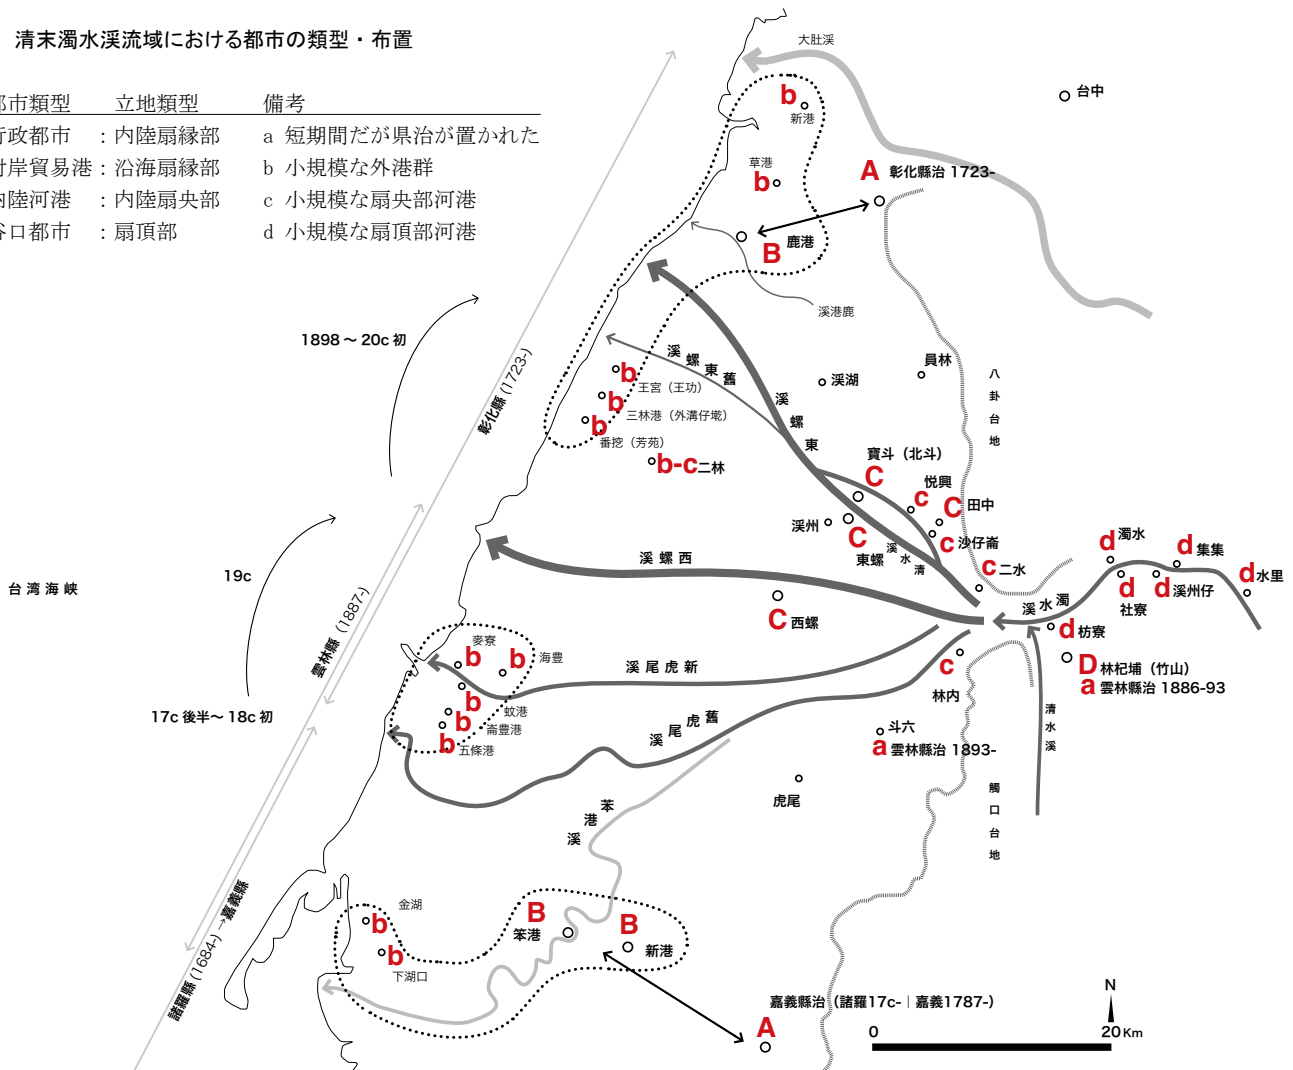 清末濁水渓流域における都市の類型・布置
都市類型　立地類型　備考
行政都市　：内陸扇縁部　a 短期間だが県治が置かれた
対岸貿易港：沿海扇縁部　b 小規模な外港群
内陸河港　：内陸扇央部　c 小規模な扇央部河港
谷口都市　：扇頂部　d 小規模な扇頂部河港
大肚渓
台中
b
新港
草港
b
A 彰化縣治 1723-
B 鹿港
溪港鹿
1898～20c 初
彰化縣 (1723-)
溪螺東舊
溪螺東
渓湖
員林
八卦台地
b
王宮（王功）
b
三林港（外溝仔墘）
b
番挖（芳苑）
b-c 二林
寶斗（北斗）
C
悦興
c
C 田中
渓州
C
東螺
溪水清
c 沙仔崙
c 二水
濁水
d
d 集集
d 水里
d
社寮
d 渓州仔
溪水濁
d 枋寮
D 林杞埔（竹山）
a 雲林縣治 1886-93
台湾海峡
19c
雲林縣 (1887-)
17c 後半～18c 初
溪螺西
C 西螺
溪尾虎新
c
林内
清水溪
麥寮
b
b 海豊
b
蚊港
b
崙豊港
b 五條港
溪尾虎舊
斗六
a 雲林縣治 1893-
虎尾
觸口台地
笨港溪
諸羅縣 (1684-) →嘉義縣
金湖
b
b
下湖口
B
笨港
B
新港
嘉義縣治（諸羅17c-｜嘉義1787-）
A
N
0
20 Km